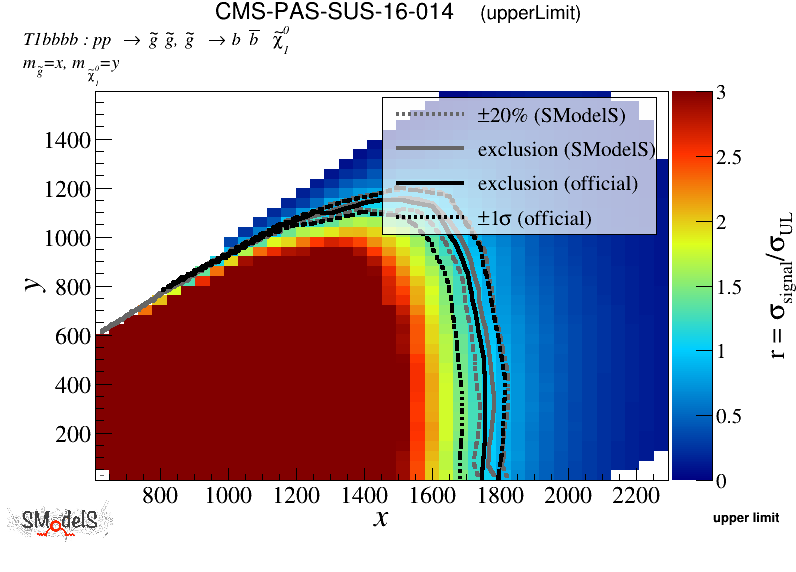 CMS-PAS-SUS-16-014 (upperLimit)
T1bbbb : pp → g̃ g̃, g̃ → b b̅ χ̃₁⁰
m_g̃=x, m_χ̃₁⁰=y
±20% (SModelS)
exclusion (SModelS)
exclusion (official)
±1σ (official)
1400
1200
1000
800
600
400
200
y
800 1000 1200 1400 1600 1800 2000 2200
x
3
2.5
2
1.5
1
0.5
0
r = σ_signal/σ_UL
SModelS
upper limit